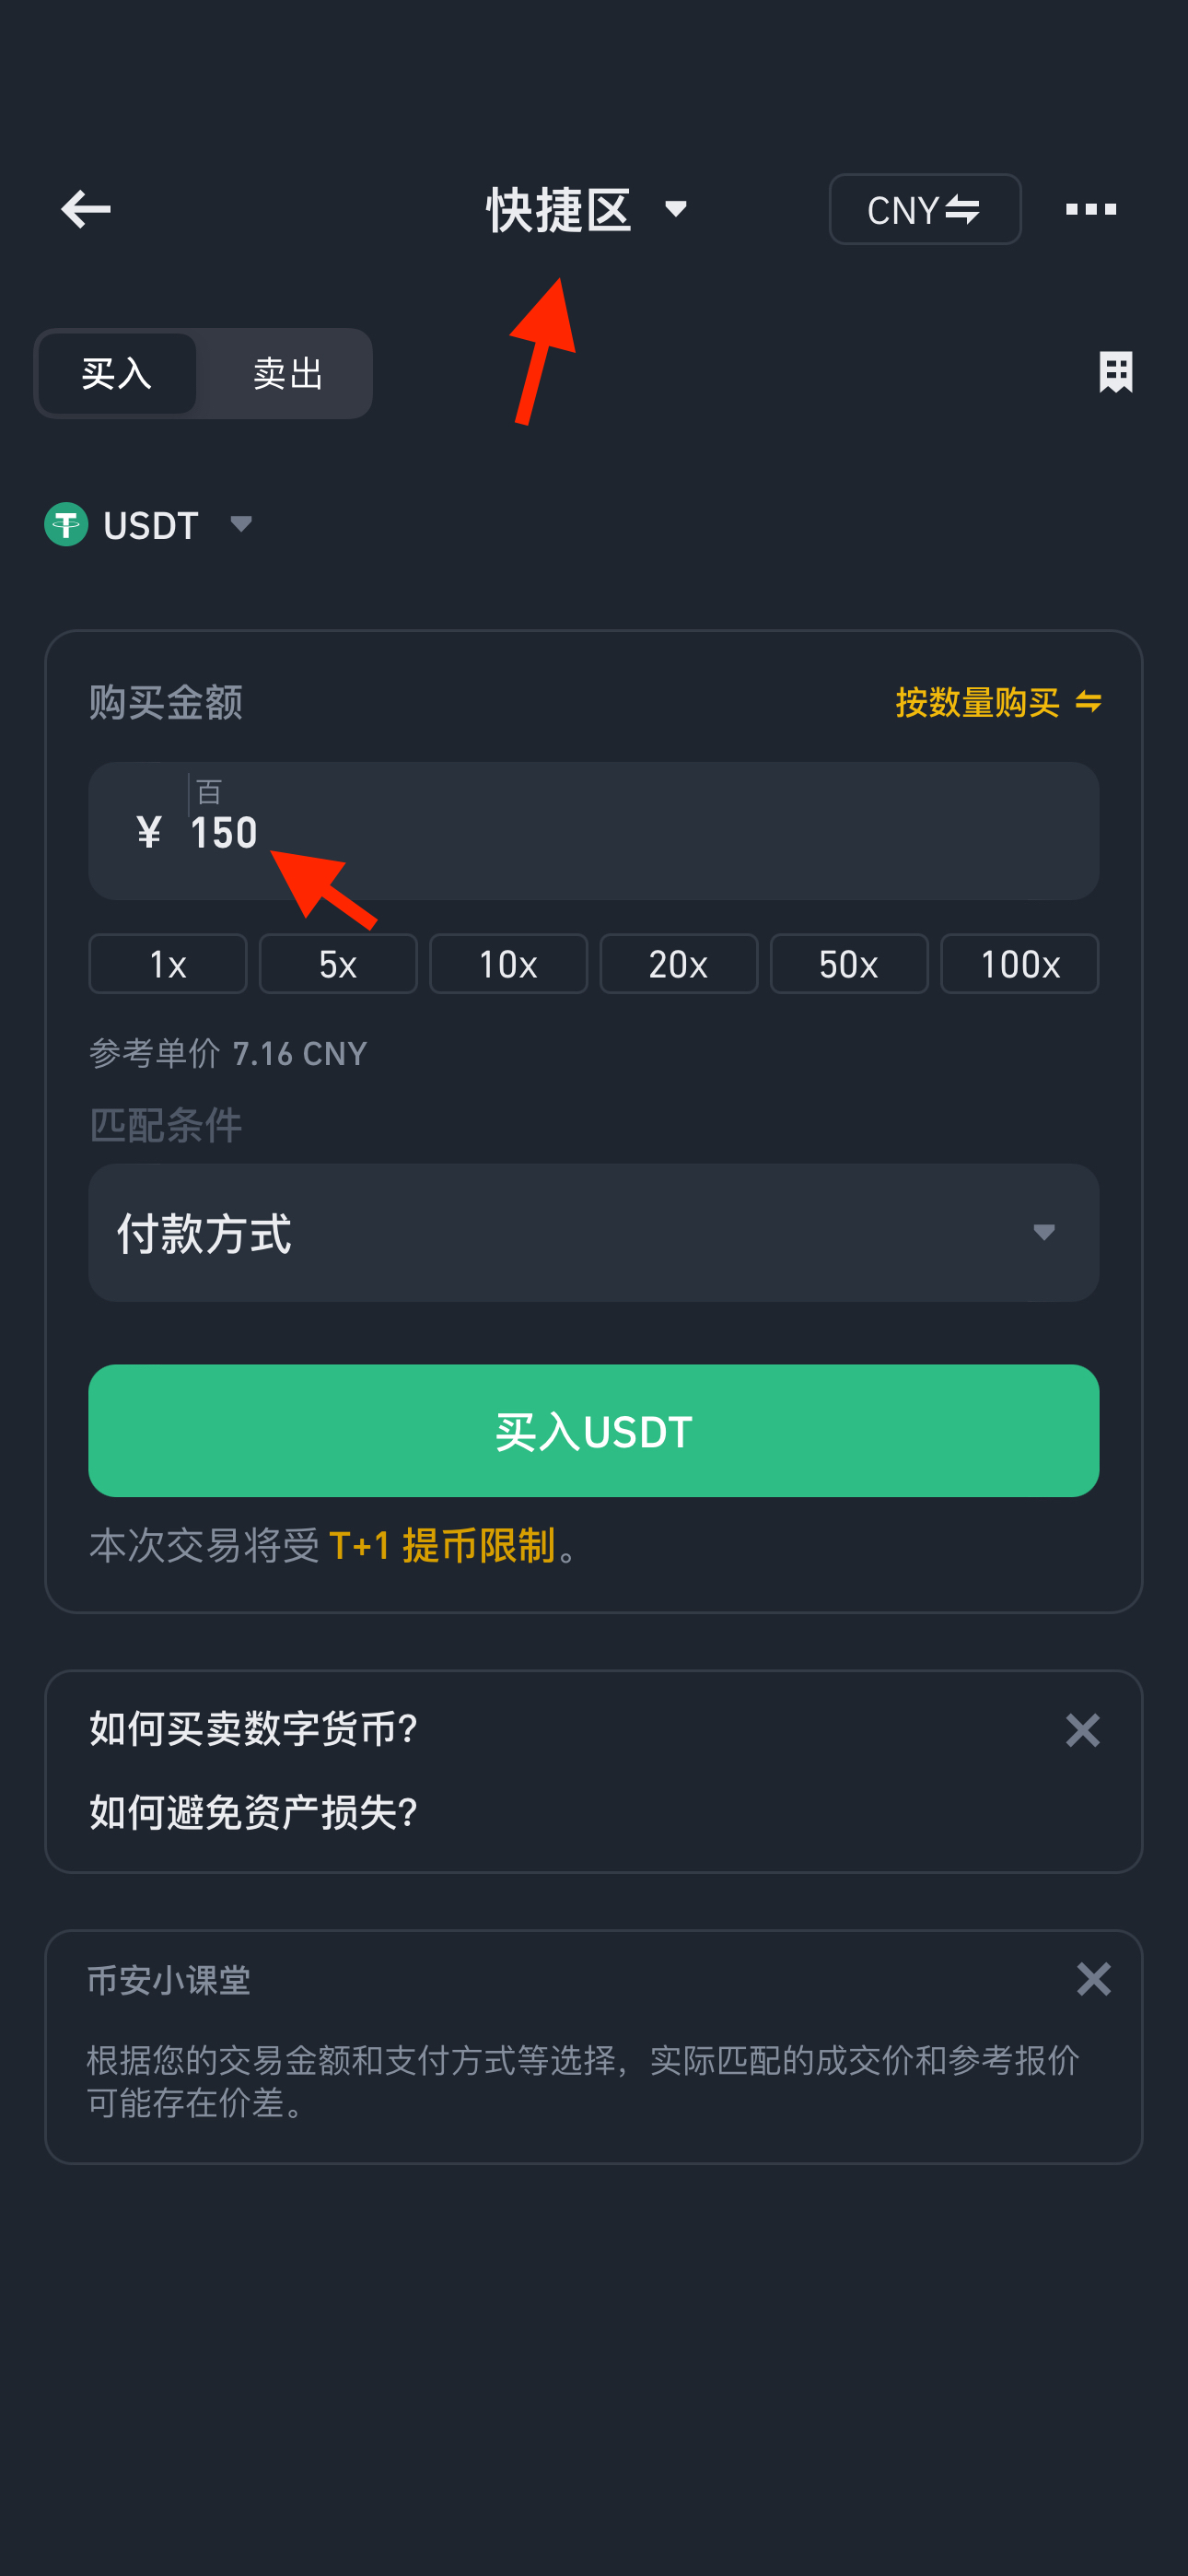 快捷区
CNY
买入
卖出
USDT
购买金额
按数量购买
百
¥ 150
1x
5x
10x
20x
50x
100x
参考单价 7.16 CNY
匹配条件
付款方式
买入USDT
本次交易将受 T+1 提币限制。
如何买卖数字货币?
如何避免资产损失?
币安小课堂
根据您的交易金额和支付方式等选择，实际匹配的成交价和参考报价
可能存在价差。